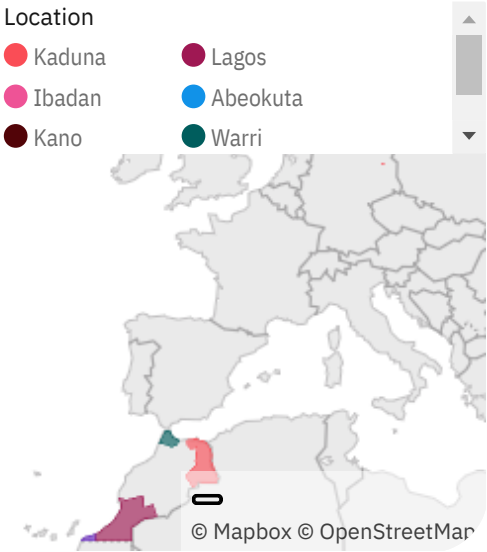 Location
Kaduna Lagos
Ibadan Abeokuta
Kano Warri
© Mapbox © OpenStreetMap